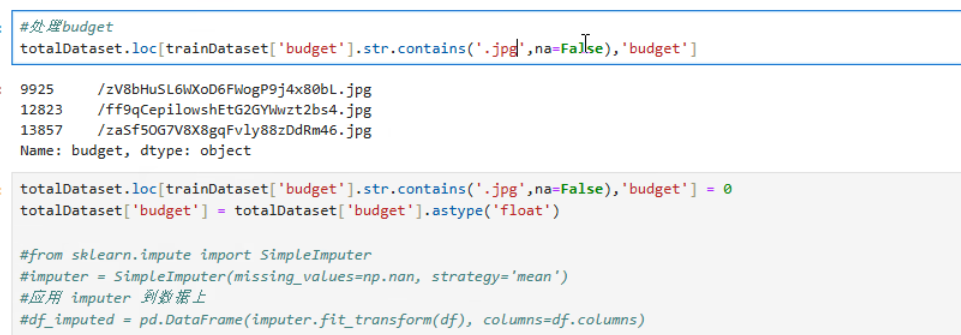 #处理budget
totalDataset.loc[trainDataset['budget'].str.contains('.jpg',na=False),'budget']
9925 /zV8bHuSL6WXoD6FWogP9j4x80bL.jpg
12823 /ff9qCepilowshEtG2GYWwzt2bs4.jpg
13857 /zaSf5OG7V8X8gqFvly88zDdRm46.jpg
Name: budget, dtype: object
totalDataset.loc[trainDataset['budget'].str.contains('.jpg',na=False),'budget'] = 0
totalDataset['budget'] = totalDataset['budget'].astype('float')
#from sklearn.impute import SimpleImputer
#imputer = SimpleImputer(missing_values=np.nan, strategy='mean')
#应用 imputer 到数据上
#df_imputed = pd.DataFrame(imputer.fit_transform(df), columns=df.columns)